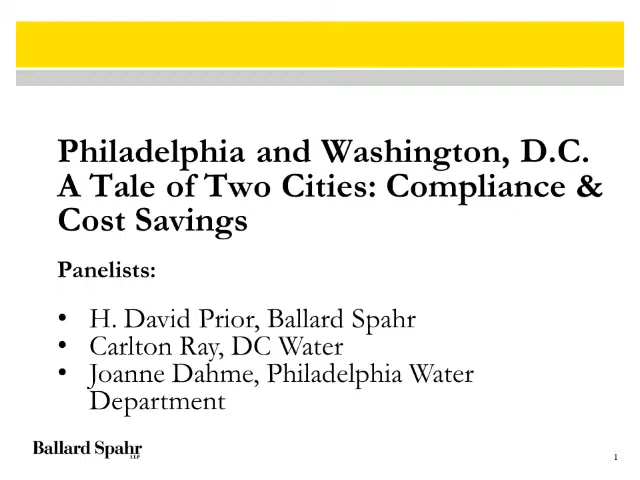 Philadelphia and Washington, D.C.
A Tale of Two Cities: Compliance &
Cost Savings
Panelists:
• H. David Prior, Ballard Spahr
• Carlton Ray, DC Water
• Joanne Dahme, Philadelphia Water
Department
Ballard Spahr
LLP
1